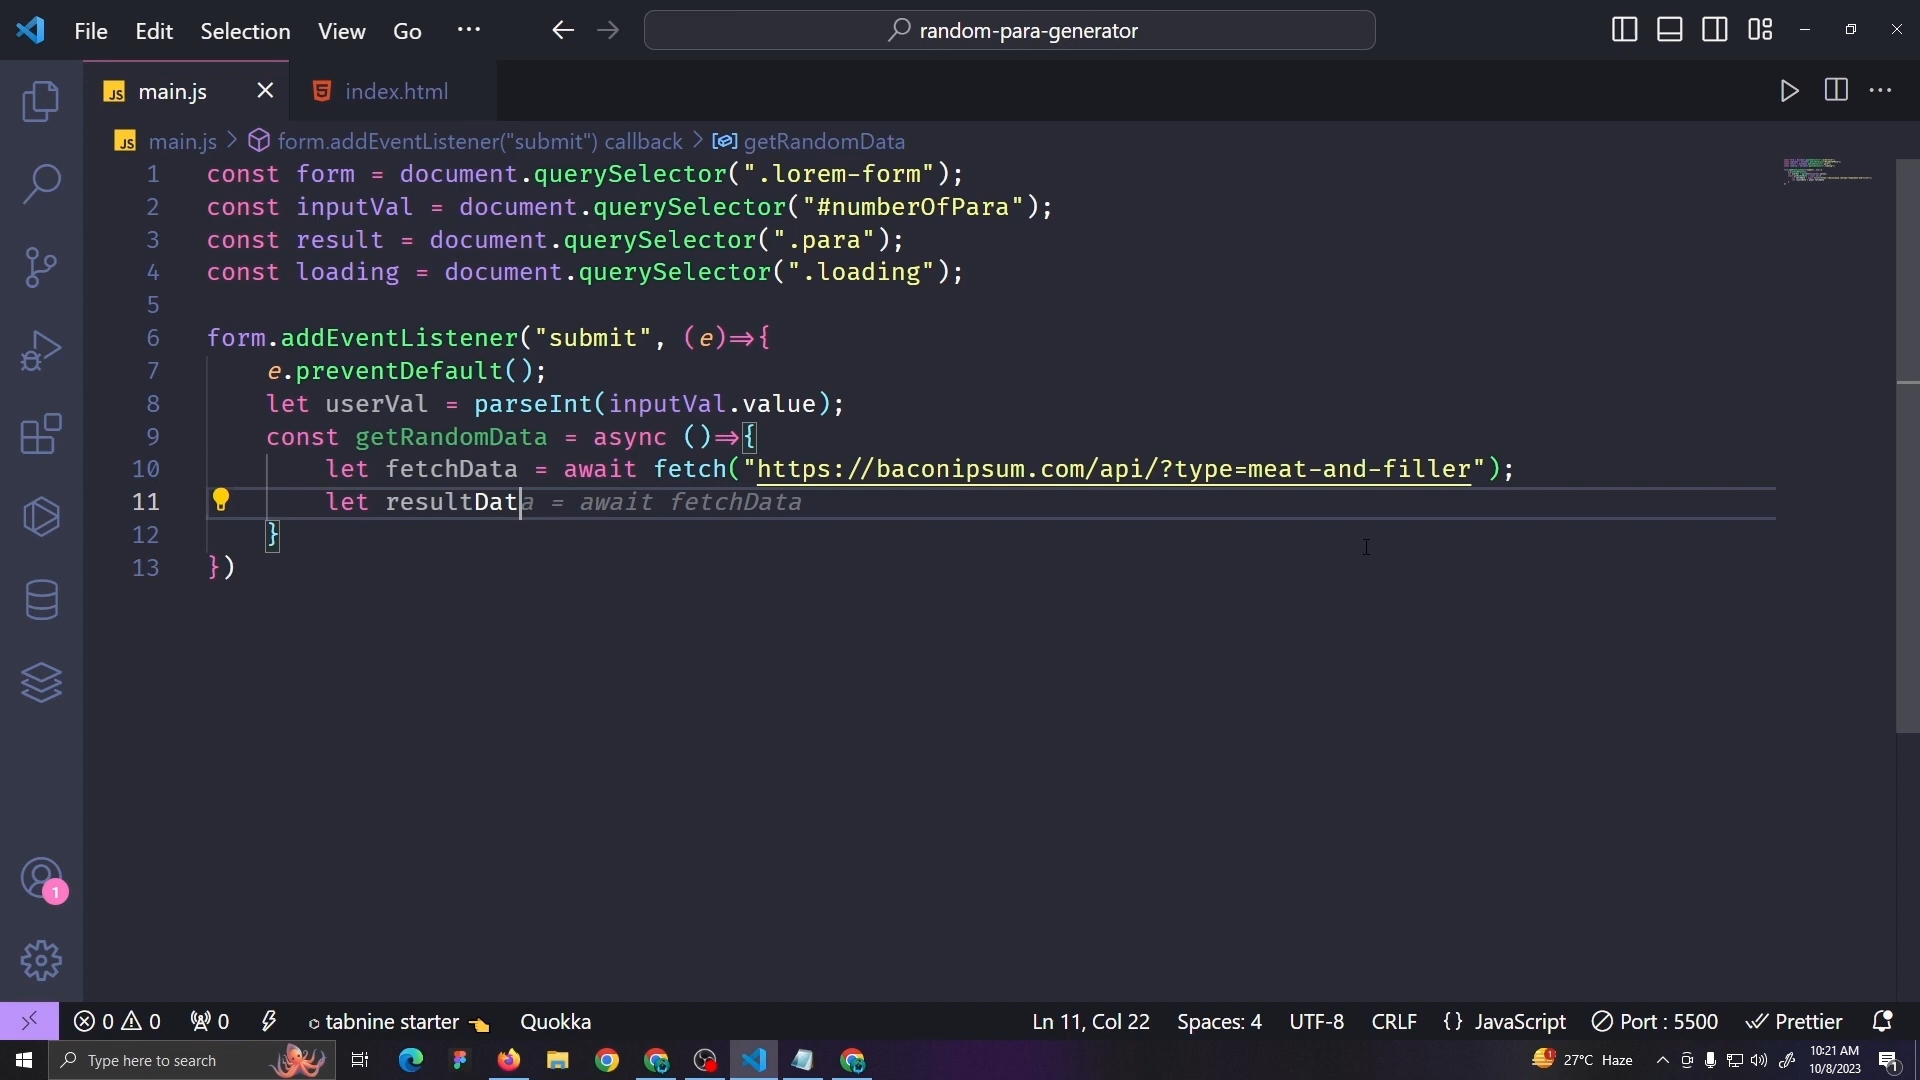 File Edit Selection View Go ··· random-para-generator
JS main.js index.html
JS main.js > form.addEventListener("submit") callback > getRandomData
1 const form = document.querySelector(".lorem-form");
2 const inputVal = document.querySelector("#numberOfPara");
3 const result = document.querySelector(".para");
4 const loading = document.querySelector(".loading");
5
6 form.addEventListener("submit", (e)=>{
7 e.preventDefault();
8 let userVal = parseInt(inputVal.value);
9 const getRandomData = async ()=>{
10 let fetchData = await fetch("https://baconipsum.com/api/?type=meat-and-filler");
11 let resultData = await fetchData
12 }
13 })
1
0 0 0 tabnine starter Quokka Ln 11, Col 22 Spaces: 4 UTF-8 CRLF {} JavaScript Port : 5500 Prettier
Type here to search 1 27°C Haze 10:21 AM
10/8/2023 1